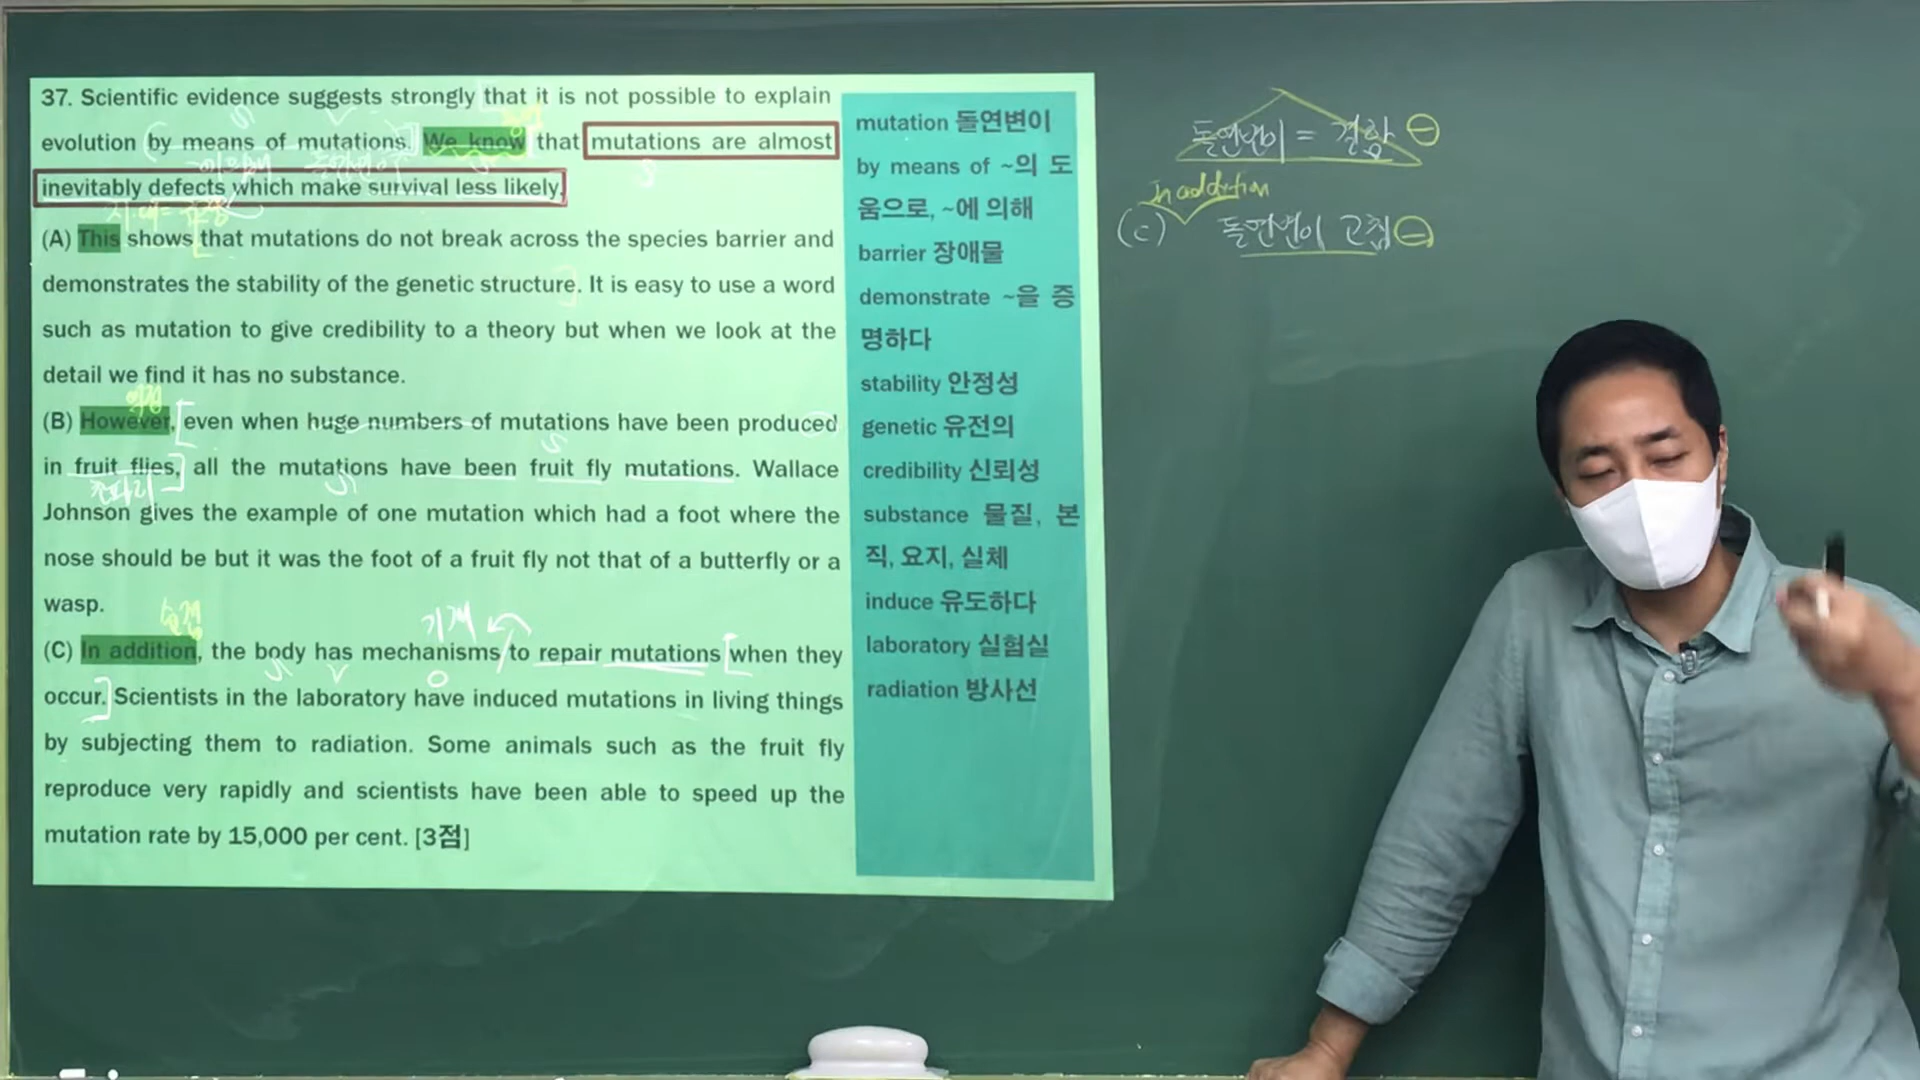 37. Scientific evidence suggests strongly that it is not possible to explain
evolution by means of mutations. We know that mutations are almost
inevitably defects which make survival less likely.
(A) This shows that mutations do not break across the species barrier and
demonstrates the stability of the genetic structure. It is easy to use a word
such as mutation to give credibility to a theory but when we look at the
detail we find it has no substance.
역접
(B) However, even when huge numbers of mutations have been produced
in fruit flies, all the mutations have been fruit fly mutations. Wallace
초파리
Johnson gives the example of one mutation which had a foot where the
nose should be but it was the foot of a fruit fly not that of a butterfly or a
wasp.
순접
기제
(C) In addition, the body has mechanisms to repair mutations when they
S V O
occur. Scientists in the laboratory have induced mutations in living things
by subjecting them to radiation. Some animals such as the fruit fly
reproduce very rapidly and scientists have been able to speed up the
mutation rate by 15,000 per cent. [3점]
mutation 돌연변이
by means of ~의 도
움으로, ~에 의해
barrier 장애물
demonstrate ~을 증
명하다
stability 안정성
genetic 유전의
credibility 신뢰성
substance 물질, 본
직, 요지, 실체
induce 유도하다
laboratory 실험실
radiation 방사선
돌연변이 = 결함 ⊖
In addition
(C) 돌연변이 고침 ⊖